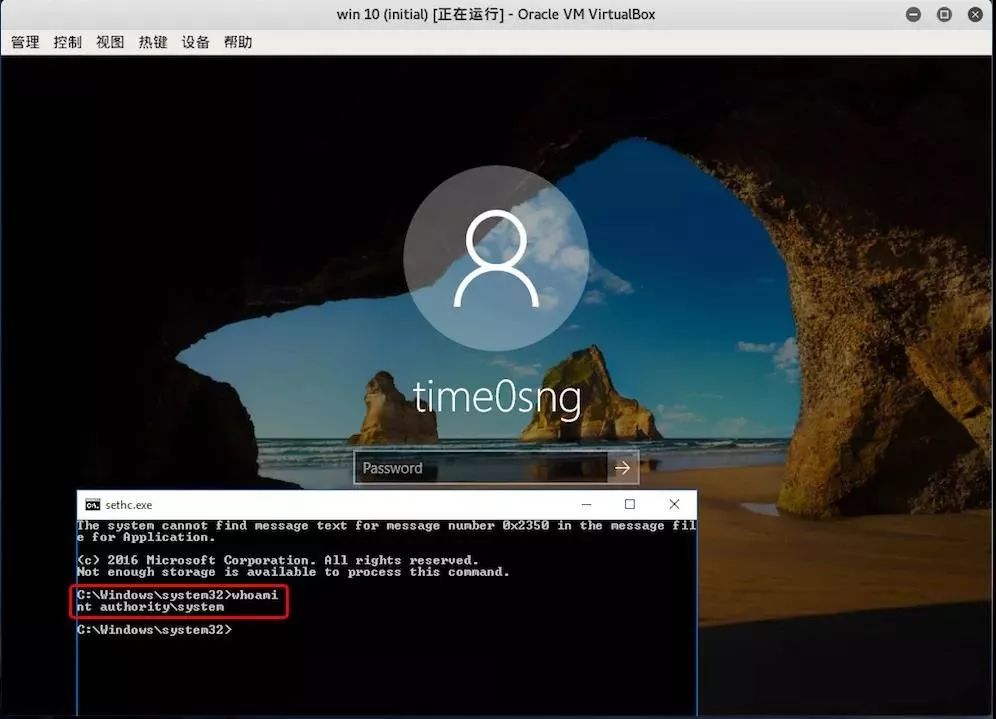 win 10 (initial) [正在运行] - Oracle VM VirtualBox
管理 控制 视图 热键 设备 帮助
time0sng
Password
sethc.exe
The system cannot find message text for message number 0x2350 in the message fil
e for Application.
(c) 2016 Microsoft Corporation. All rights reserved.
Not enough storage is available to process this command.
C:\Windows\system32>whoami
nt authority\system
C:\Windows\system32>